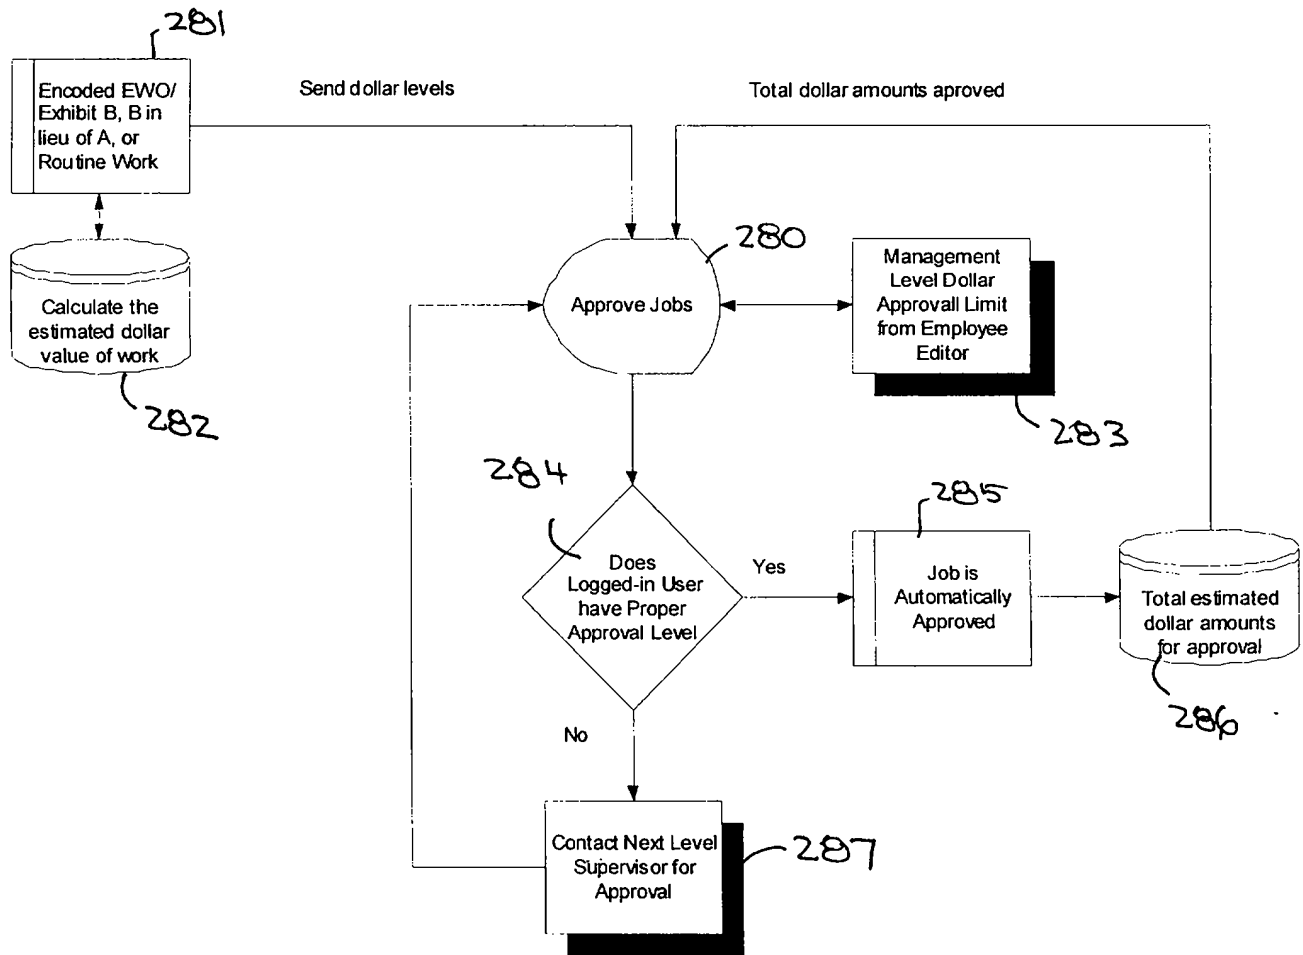 281
Encoded EWO/
Exhibit B, B in
lieu of A, or
Routine Work
Send dollar levels
Total dollar amounts aproved
280
Approve Jobs
Management
Level Dollar
Approvall Limit
from Employee
Editor
Calculate the
estimated dollar
value of work
282
283
284
285
Does
Logged-in User
have Proper
Approval Level
Yes
Job is
Automatically
Approved
Total estimated
dollar amounts
for approval
286
No
Contact Next Level
Supervisor for
Approval
287